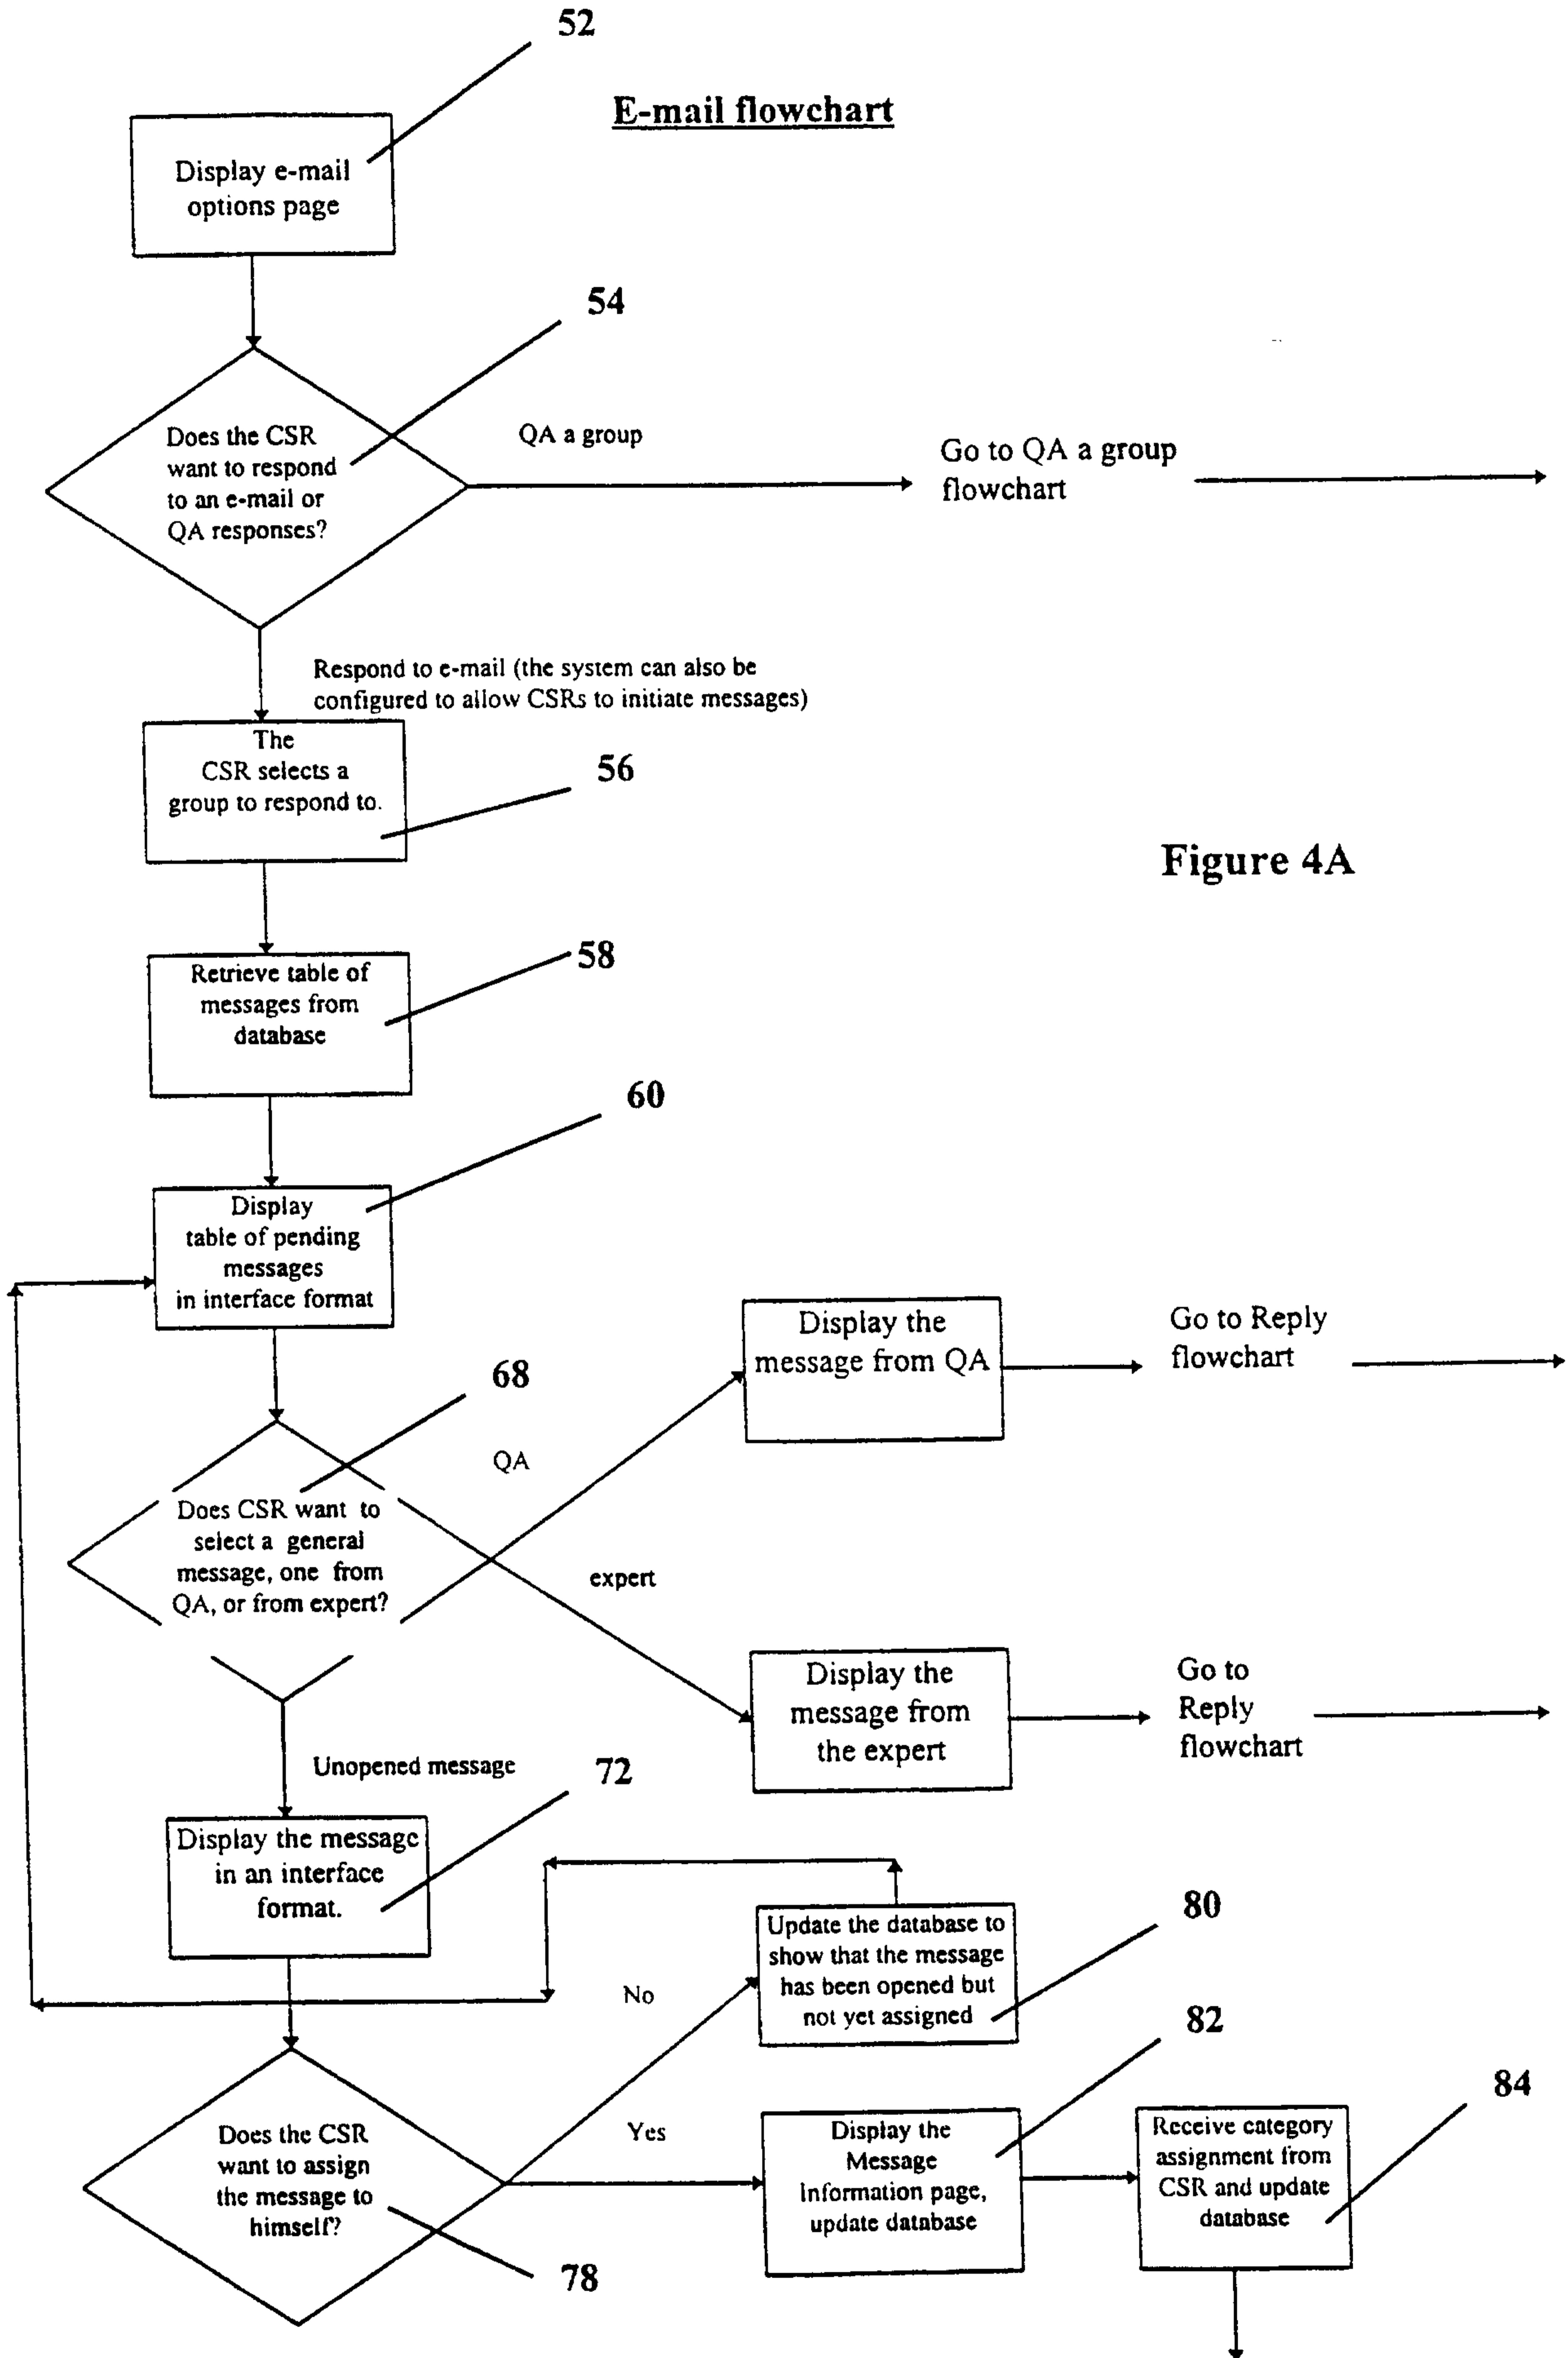 52
E-mail flowchart
Display e-mail
options page
54
Does the CSR
want to respond
to an e-mail or
QA responses?
QA a group
Go to QA a group
flowchart
Respond to e-mail (the system can also be
configured to allow CSRs to initiate messages)
The
CSR selects a
group to respond to.
56
Figure 4A
Retrieve table of
messages from
database
58
60
Display
table of pending
messages
in interface format
Display the
message from QA
Go to Reply
flowchart
68
QA
Does CSR want to
select a general
message, one from
QA, or from expert?
expert
Display the
message from
the expert
Go to
Reply
flowchart
Unopened message
72
Display the message
in an interface
format.
Update the database to
show that the message
has been opened but
not yet assigned
80
No
82
84
Does the CSR
want to assign
the message to
himself?
Yes
Display the
Message
Information page,
update database
Receive category
assignment from
CSR and update
database
78